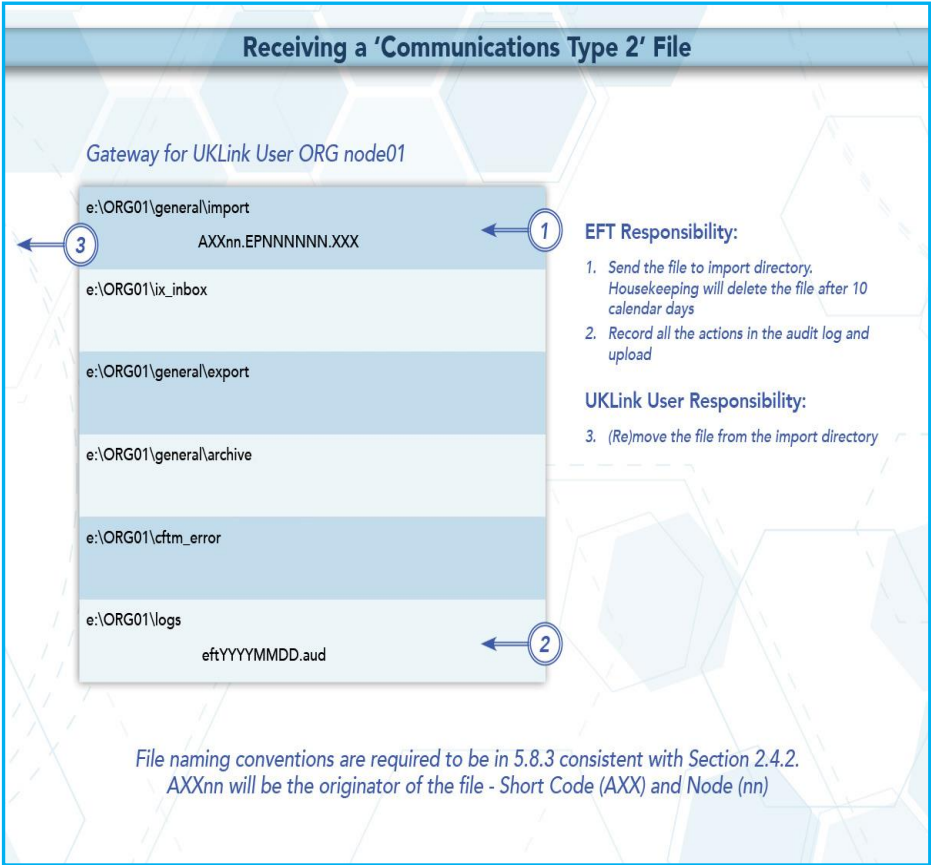 Receiving a 'Communications Type 2' File
Gateway for UKLink User ORG node01
e:\ORG01\general\import
AXXnn.EPNNNNNN.XXX
1
3
e:\ORG01\ix_inbox
e:\ORG01\general\export
e:\ORG01\general\archive
e:\ORG01\cftm_error
e:\ORG01\logs
eftYYYYMMDD.aud
2
EFT Responsibility:
1. Send the file to import directory.
Housekeeping will delete the file after 10
calendar days
2. Record all the actions in the audit log and
upload
UKLink User Responsibility:
3. (Re)move the file from the import directory
File naming conventions are required to be in 5.8.3 consistent with Section 2.4.2.
AXXnn will be the originator of the file - Short Code (AXX) and Node (nn)